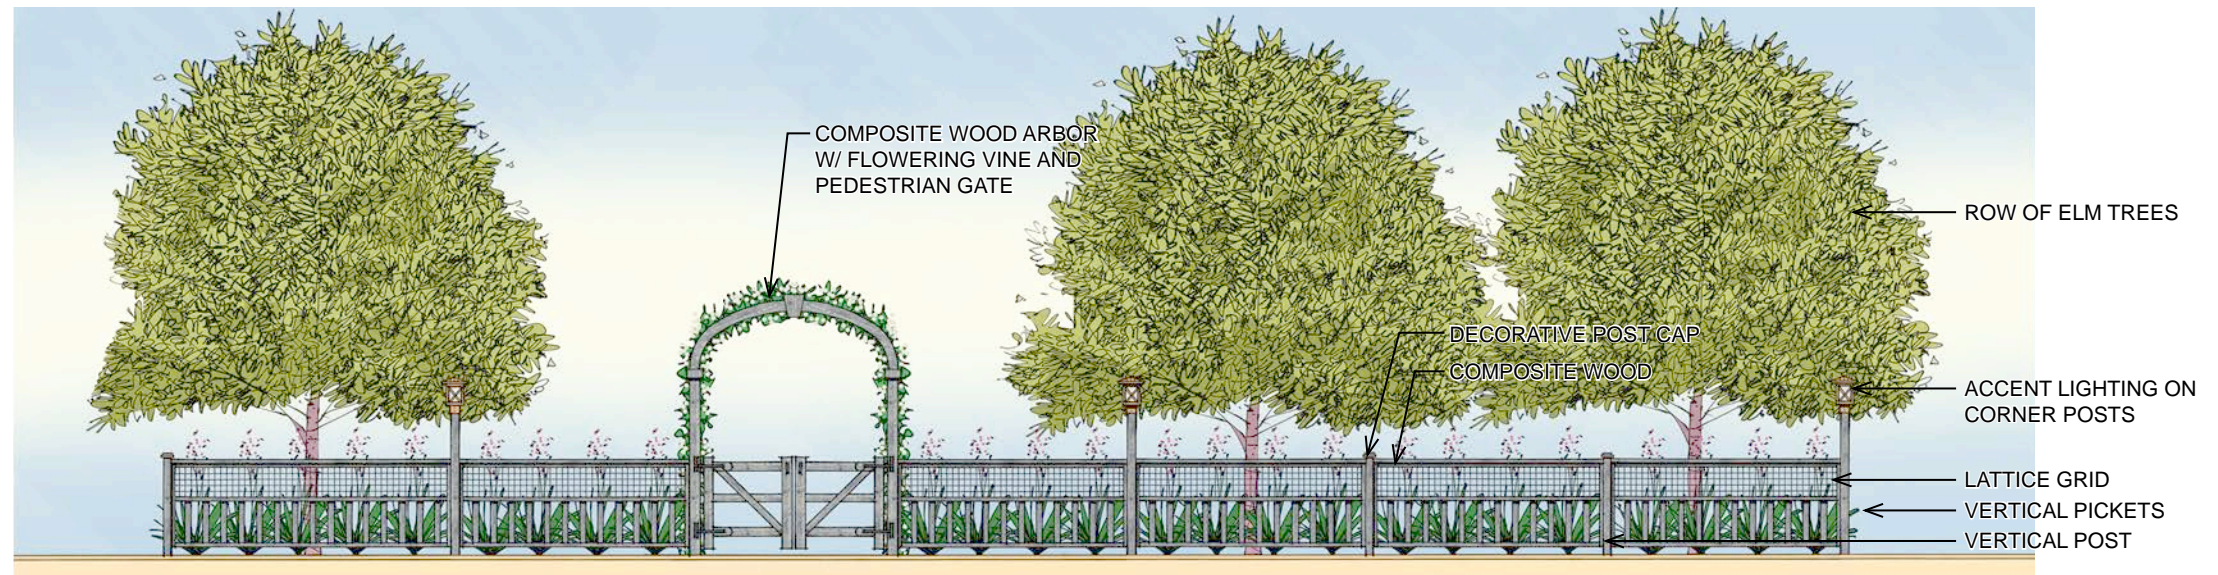 COMPOSITE WOOD ARBOR
W/ FLOWERING VINE AND
PEDESTRIAN GATE
ROW OF ELM TREES
DECORATIVE POST CAP
COMPOSITE WOOD
ACCENT LIGHTING ON
CORNER POSTS
LATTICE GRID
VERTICAL PICKETS
VERTICAL POST